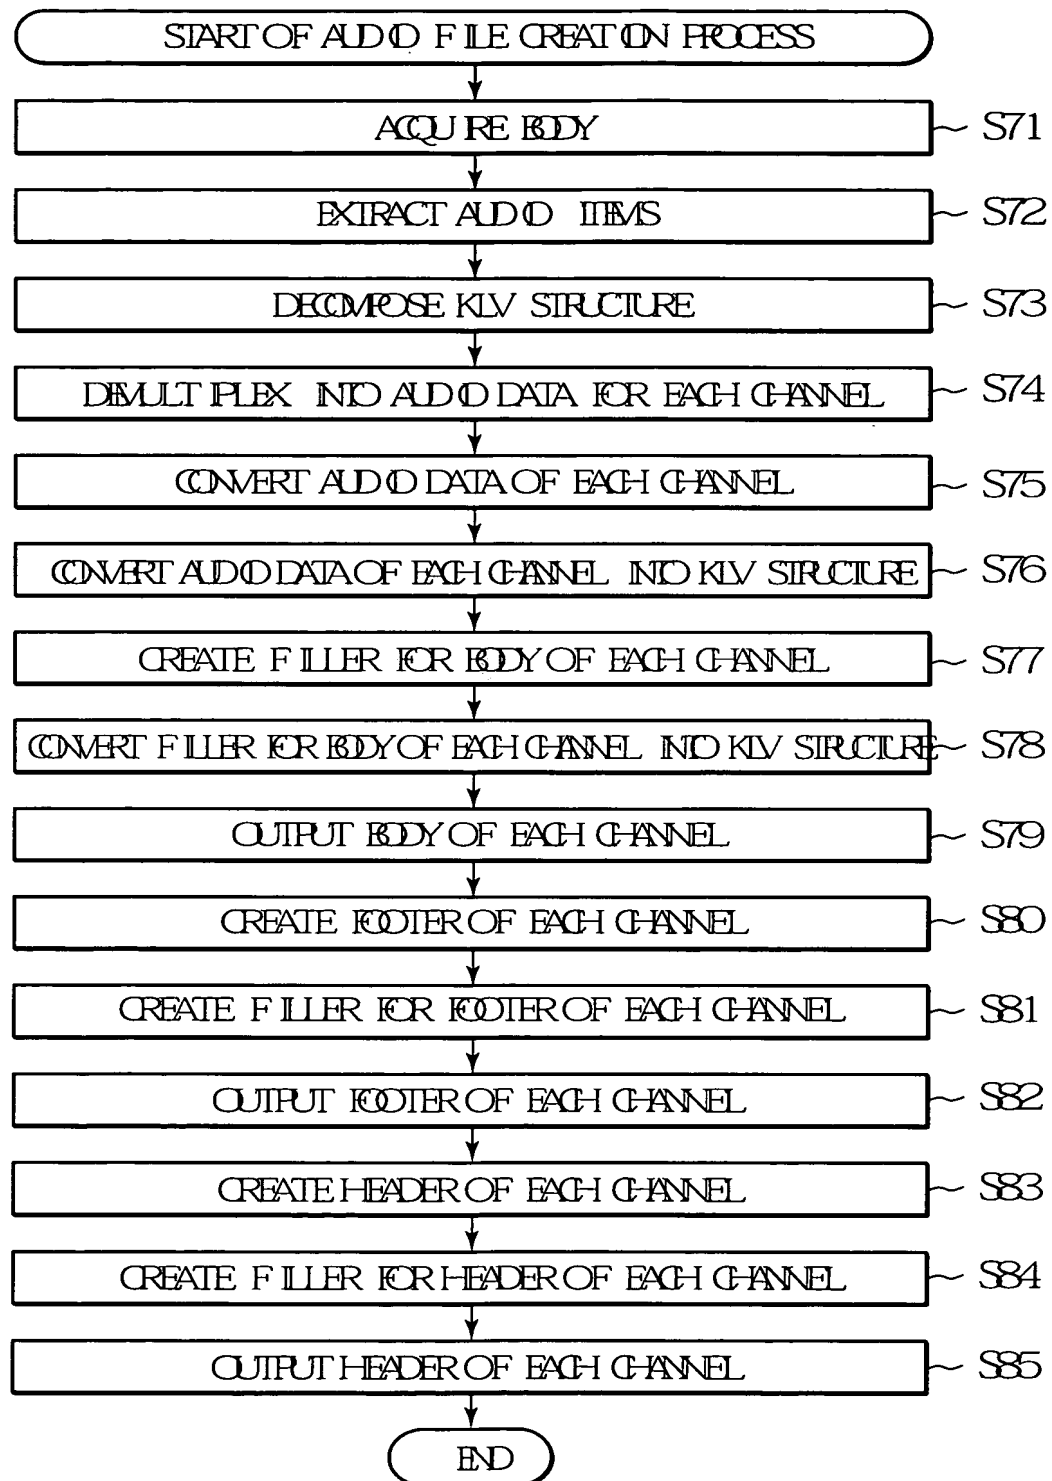 START OF AUDIO FILE CREATION PROCESS
ACQUIRE BODY
S71
EXTRACT AUDIO ITEMS
S72
DECOMPOSE KLV STRUCTURE
S73
DEMULTIPLEX INTO AUDIO DATA FOR EACH CHANNEL
S74
CONVERT AUDIO DATA OF EACH CHANNEL
S75
CONVERT AUDIO DATA OF EACH CHANNEL INTO KLV STRUCTURE
S76
CREATE FILLER FOR BODY OF EACH CHANNEL
S77
CONVERT FILLER FOR BODY OF EACH CHANNEL INTO KLV STRUCTURE
S78
OUTPUT BODY OF EACH CHANNEL
S79
CREATE FOOTER OF EACH CHANNEL
S80
CREATE FILLER FOR FOOTER OF EACH CHANNEL
S81
OUTPUT FOOTER OF EACH CHANNEL
S82
CREATE HEADER OF EACH CHANNEL
S83
CREATE FILLER FOR HEADER OF EACH CHANNEL
S84
OUTPUT HEADER OF EACH CHANNEL
S85
END